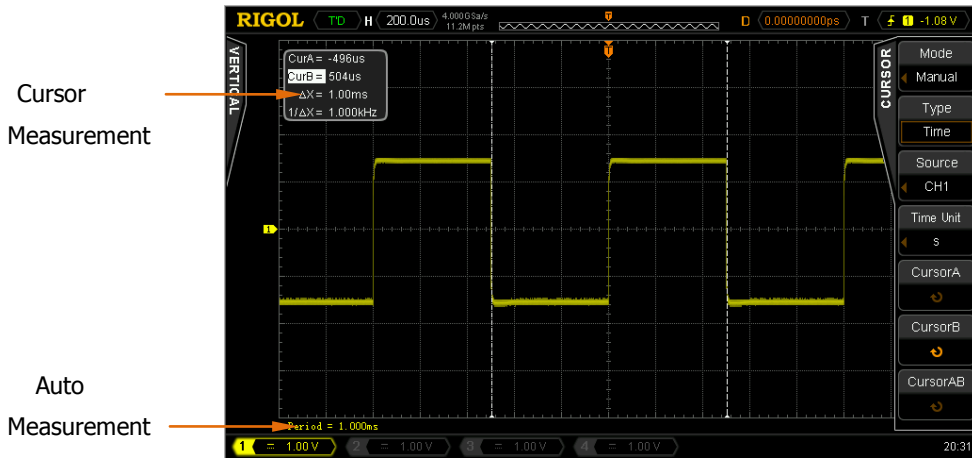 RIGOL T'D H 200.0us 4.000GSa/s 11.2Mpts D 0.00000000ps T 1 -1.08 V
VERTICAL
CurA = -496us
CurB = 504us
ΔX = 1.00ms
1/ΔX = 1.000kHz
Cursor
Measurement
T
1
CURSOR
Mode
Manual
Type
Time
Source
CH1
Time Unit
s
CursorA
CursorB
CursorAB
Auto
Measurement
Period = 1.000ms
1 = 1.00 V 2 = 1.00 V 3 = 1.00 V 4 = 1.00 V 20:31